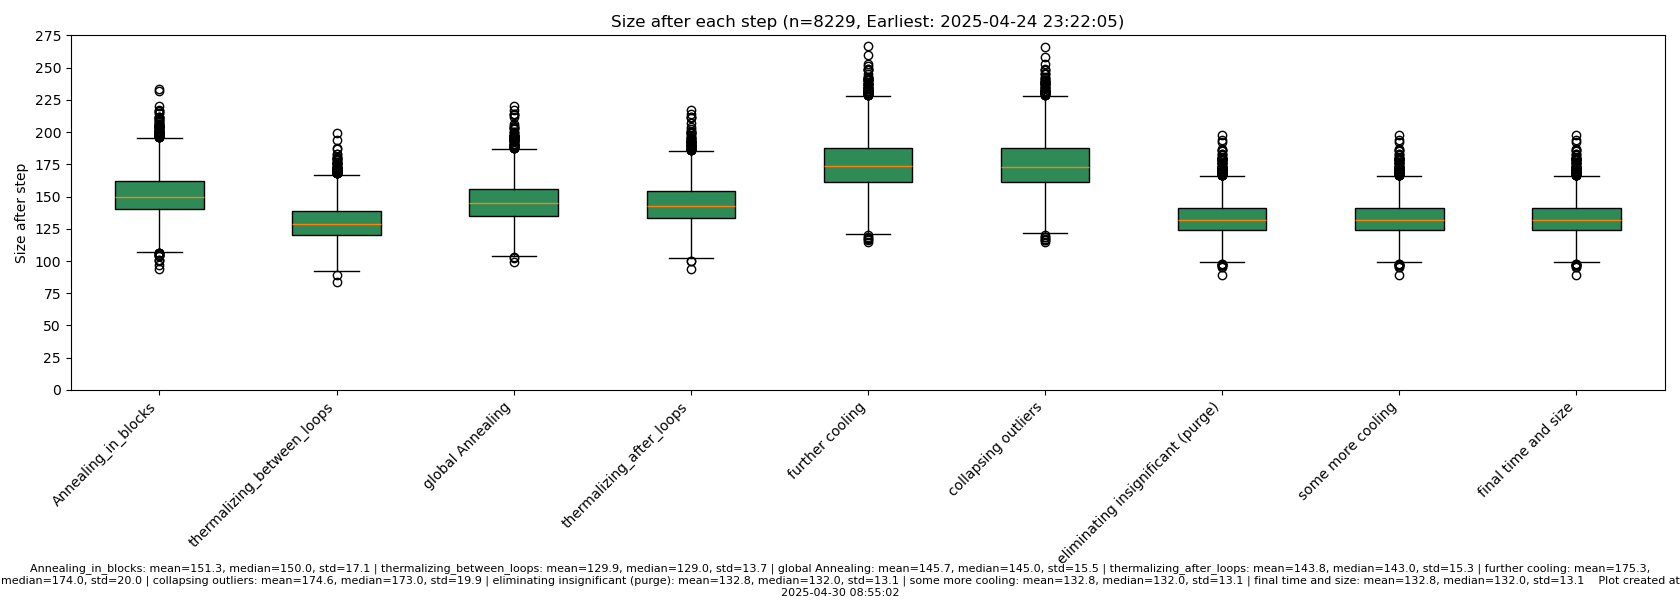 Size after each step (n=8229, Earliest: 2025-04-24 23:22:05)
275
250
225
200
175
150
125
100
75
50
25
0
Size after step
Annealing_in_blocks
thermalizing_between_loops
global Annealing
thermalizing_after_loops
further cooling
collapsing outliers
eliminating insignificant (purge)
some more cooling
final time and size
Annealing_in_blocks: mean=151.3, median=150.0, std=17.1 | thermalizing_between_loops: mean=129.9, median=129.0, std=13.7 | global Annealing: mean=145.7, median=145.0, std=15.5 | thermalizing_after_loops: mean=143.8, median=143.0, std=15.3 | further cooling: mean=175.3,
median=174.0, std=20.0 | collapsing outliers: mean=174.6, median=173.0, std=19.9 | eliminating insignificant (purge): mean=132.8, median=132.0, std=13.1 | some more cooling: mean=132.8, median=132.0, std=13.1 | final time and size: mean=132.8, median=132.0, std=13.1 Plot created at
2025-04-30 08:55:02